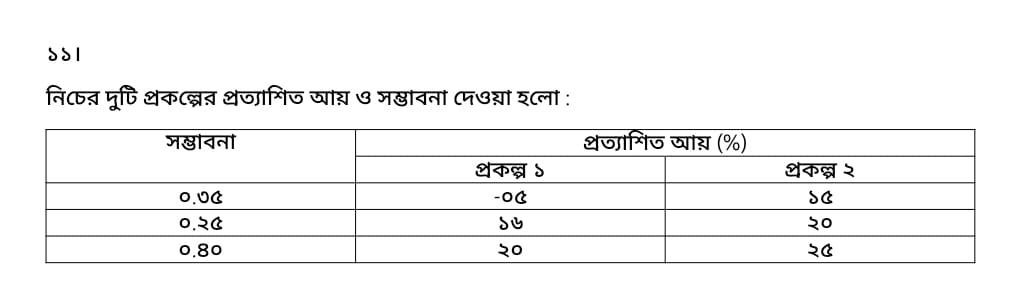 ১১।
নিচের দুটি প্রকল্পের প্রত্যাশিত আয় ও সম্ভাবনা দেওয়া হলো :
সম্ভাবনা প্রত্যাশিত আয় (%)
প্রকল্প ১ প্রকল্প ২
০.৩৫ -০৫ ১৫
০.২৫ ১৬ ২০
০.৪০ ২০ ২৫